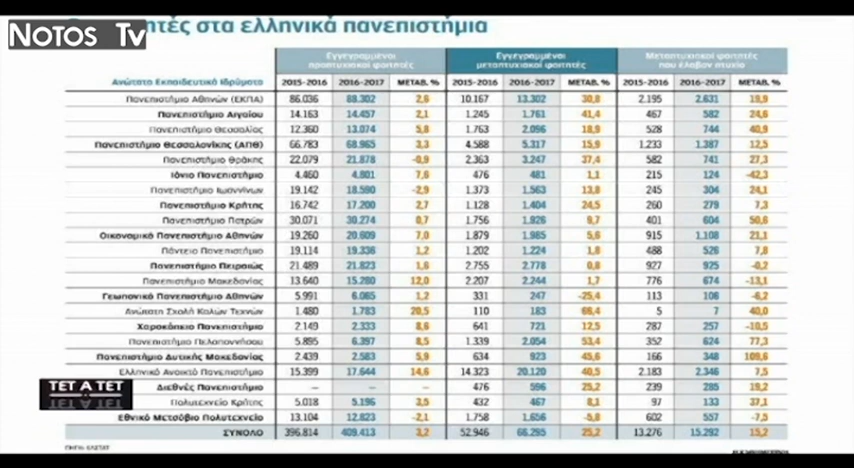 NOTOS TV
στα ελληνικά πανεπιστήμια
Εγγεγραμμένοι προπτυχιακοί φοιτητές Εγγεγραμμένοι μεταπτυχιακοί φοιτητές Μεταπτυχιακοί φοιτητές που έλαβαν πτυχίο
Ανώτατα Εκπαιδευτικά Ιδρύματα 2015-2016 2016-2017 ΜΕΤΑΒ. % 2015-2016 2016-2017 ΜΕΤΑΒ. % 2015-2016 2016-2017 ΜΕΤΑΒ. %
Πανεπιστήμιο Αθηνών (ΕΚΠΑ) 86.036 88.302 2,6 10.167 13.302 30,8 2.195 2.631 19,9
Πανεπιστήμιο Αιγαίου 14.163 14.457 2,1 1.245 1.761 41,4 467 582 24,6
Πανεπιστήμιο Θεσσαλίας 12.360 13.074 5,8 1.763 2.096 18,9 528 744 40,9
Πανεπιστήμιο Θεσσαλονίκης (ΑΠΘ) 66.783 68.965 3,3 4.588 5.317 15,9 1.233 1.387 12,5
Πανεπιστήμιο Θράκης 22.079 21.878 -0,9 2.363 3.247 37,4 582 741 27,3
Ιόνιο Πανεπιστήμιο 4.460 4.801 7,6 476 481 1,1 215 124 -42,3
Πανεπιστήμιο Ιωαννίνων 19.142 18.590 -2,9 1.373 1.563 13,8 245 304 24,1
Πανεπιστήμιο Κρήτης 16.742 17.200 2,7 1.128 1.404 24,5 260 279 7,3
Πανεπιστήμιο Πατρών 30.071 30.274 0,7 1.756 1.926 9,7 401 604 50,6
Οικονομικό Πανεπιστήμιο Αθηνών 19.260 20.609 7,0 1.879 1.985 5,6 915 1.108 21,1
Πάντειο Πανεπιστήμιο 19.114 19.336 1,2 1.202 1.224 1,8 488 526 7,8
Πανεπιστήμιο Πειραιώς 21.489 21.823 1,6 2.755 2.778 0,8 927 925 -0,2
Πανεπιστήμιο Μακεδονίας 13.640 15.280 12,0 2.207 2.244 1,7 776 674 -13,1
Γεωπονικό Πανεπιστήμιο Αθηνών 5.991 6.065 1,2 331 247 -25,4 113 106 -6,2
Ανώτατη Σχολή Καλών Τεχνών 1.480 1.783 20,5 110 183 66,4 5 7 40,0
Χαροκόπειο Πανεπιστήμιο 2.149 2.333 8,6 641 721 12,5 287 257 -10,5
Πανεπιστήμιο Πελοποννήσου 5.895 6.397 8,5 1.339 2.054 53,4 352 624 77,3
Πανεπιστήμιο Δυτικής Μακεδονίας 2.439 2.583 5,9 634 923 45,6 166 348 109,6
Ελληνικό Ανοικτό Πανεπιστήμιο 15.399 17.644 14,6 14.323 20.120 40,5 2.183 2.346 7,5
TET A TET
Διεθνές Πανεπιστήμιο – – 476 596 25,2 239 285 19,2
Πολυτεχνείο Κρήτης 5.018 5.196 3,5 432 467 8,1 97 133 37,1
Εθνικό Μετσόβιο Πολυτεχνείο 13.104 12.823 -2,1 1.758 1.656 -5,8 602 557 -7,5
ΣΥΝΟΛΟ 396.814 409.413 3,2 52.946 66.295 25,2 13.276 15.292 15,2